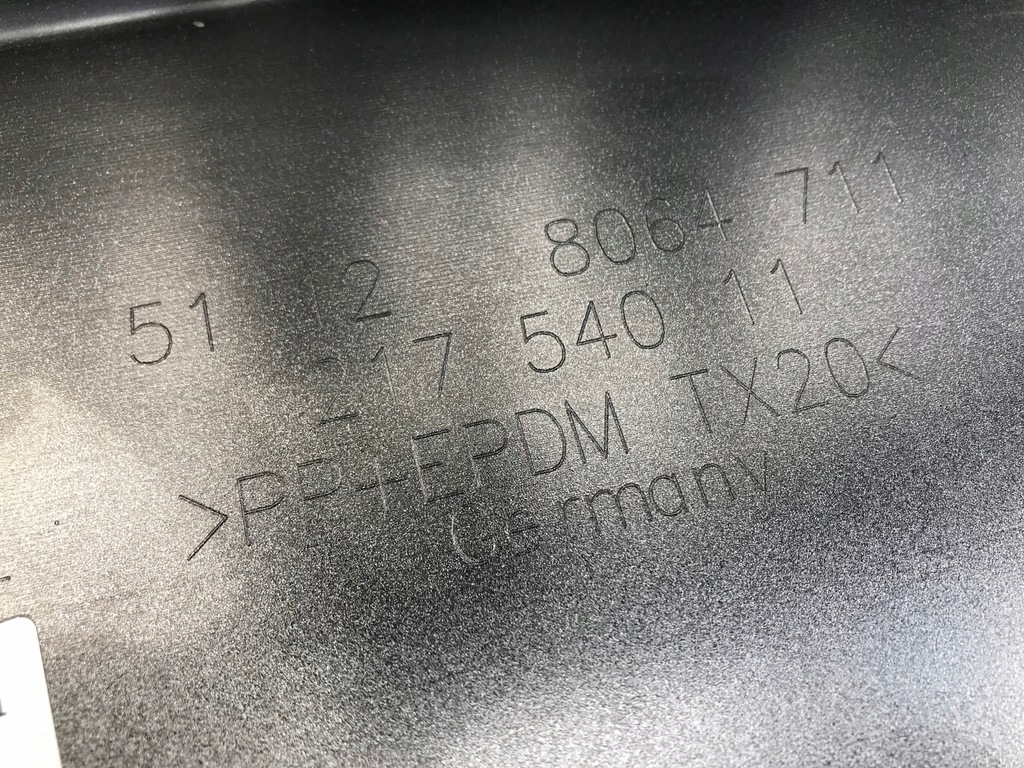 51 12 8064 711
217 540 11
>PP+EPDM TX20<
Germany